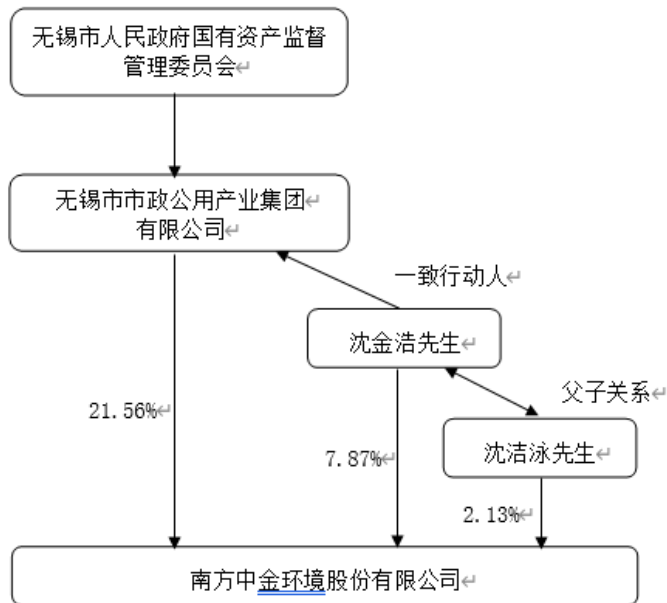 无锡市人民政府国有资产监督
管理委员会
无锡市市政公用产业集团
有限公司
一致行动人
沈金浩先生
父子关系
21.56%
7.87%
沈洁泳先生
2.13%
南方中金环境股份有限公司